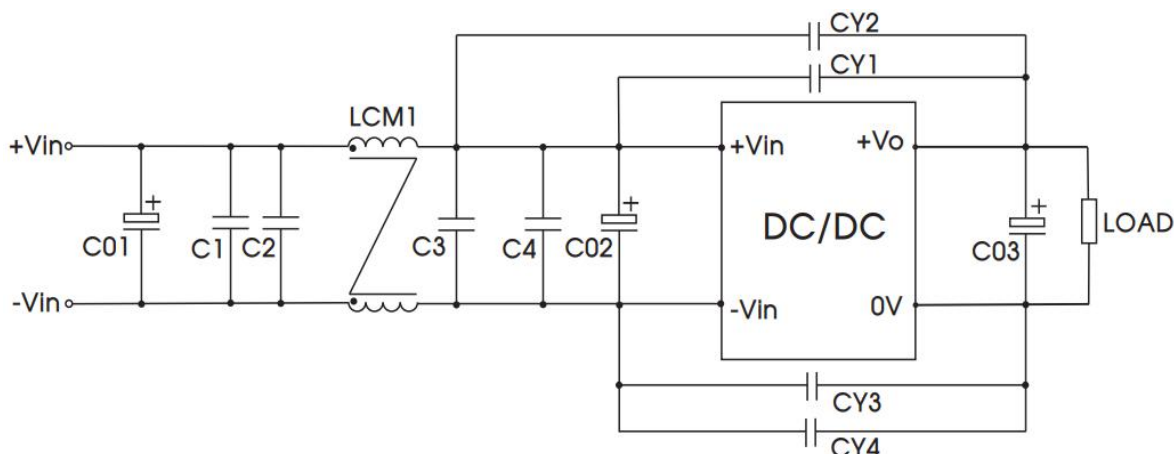 CY2
CY1
LCM1
+Vin
+Vin
+Vo
+
+
+
C01
C1
C2
C3
C4
C02
DC/DC
C03
LOAD
-Vin
-Vin
0V
CY3
CY4